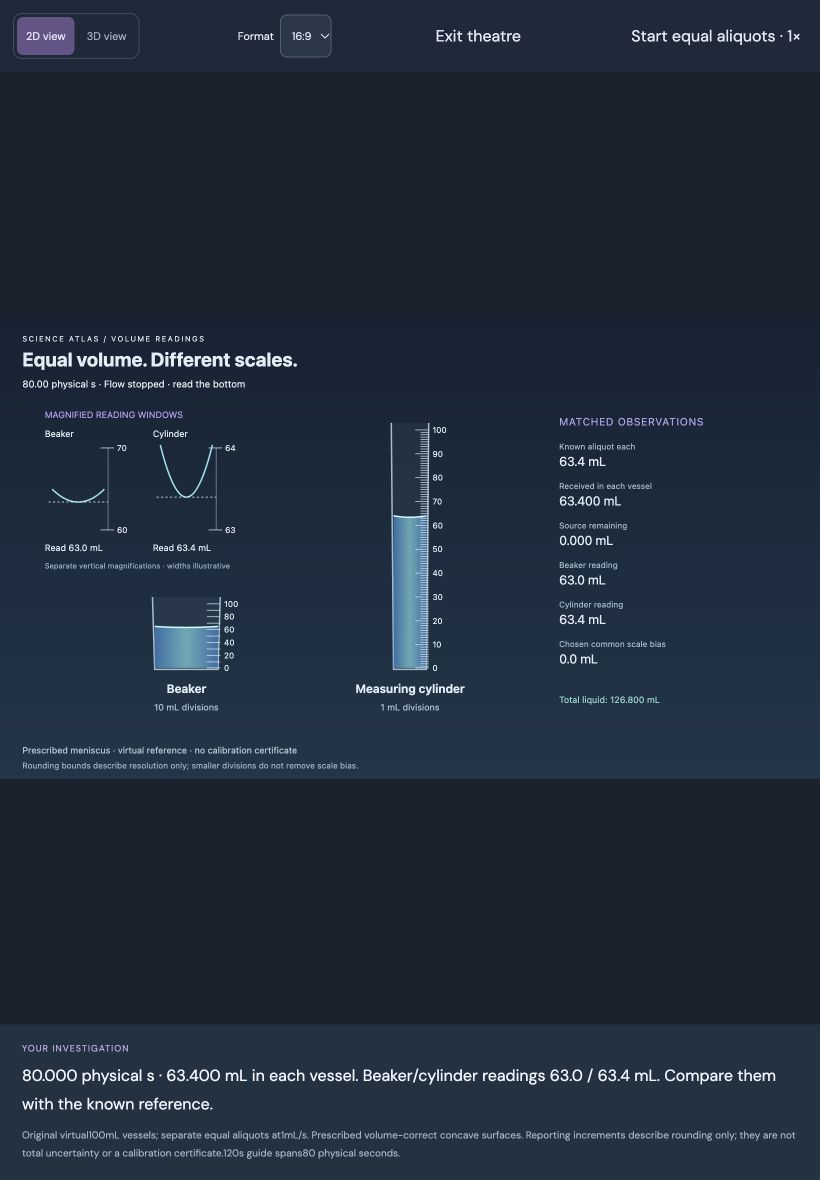 2D view
3D view
Format
16:9
Exit theatre
Start equal aliquots · 1×
SCIENCE ATLAS / VOLUME READINGS
Equal volume. Different scales.
80.00 physical s · Flow stopped · read the bottom
MAGNIFIED READING WINDOWS
Beaker
Cylinder
70
64
60
63
Read 63.0 mL
Read 63.4 mL
Separate vertical magnifications · widths illustrative
100
80
60
40
20
0
Beaker
10 mL divisions
100
90
80
70
60
50
40
30
20
10
0
Measuring cylinder
1 mL divisions
MATCHED OBSERVATIONS
Known aliquot each
63.4 mL
Received in each vessel
63.400 mL
Source remaining
0.000 mL
Beaker reading
63.0 mL
Cylinder reading
63.4 mL
Chosen common scale bias
0.0 mL
Total liquid: 126.800 mL
Prescribed meniscus · virtual reference · no calibration certificate
Rounding bounds describe resolution only; smaller divisions do not remove scale bias.
YOUR INVESTIGATION
80.000 physical s · 63.400 mL in each vessel. Beaker/cylinder readings 63.0 / 63.4 mL. Compare them
with the known reference.
Original virtual100mL vessels; separate equal aliquots at1mL/s. Prescribed volume-correct concave surfaces. Reporting increments describe rounding only; they are not
total uncertainty or a calibration certificate.120s guide spans80 physical seconds.